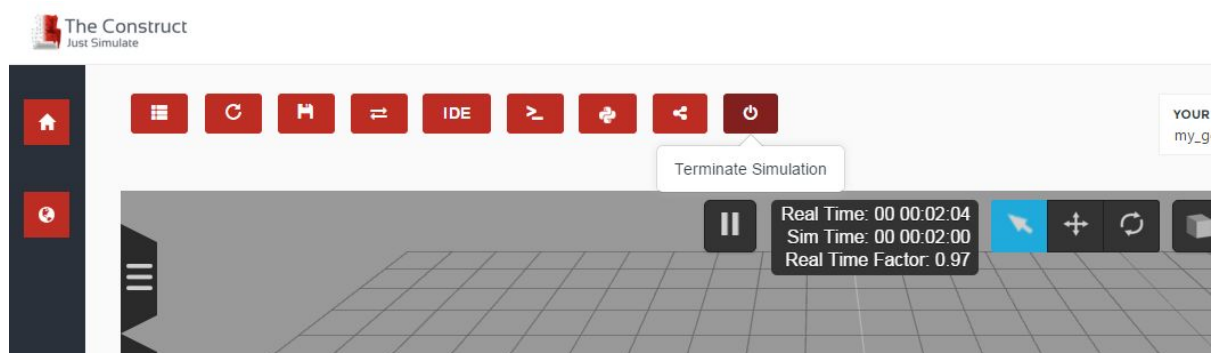 The Construct
Just Simulate
IDE
YOUR
my_g
Terminate Simulation
Real Time: 00 00:02:04
Sim Time: 00 00:02:00
Real Time Factor: 0.97